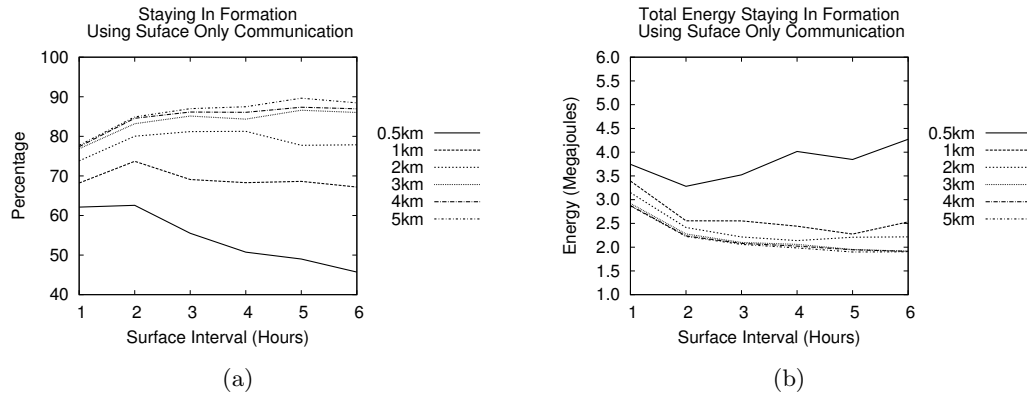 Staying In Formation
Using Suface Only Communication
100
90
80
70
60
50
40
Percentage
1 2 3 4 5 6
Surface Interval (Hours)
0.5km
1km
2km
3km
4km
5km
(a)
Total Energy Staying In Formation
Using Suface Only Communication
6.0
5.5
5.0
4.5
4.0
3.5
3.0
2.5
2.0
1.5
1.0
Energy (Megajoules)
1 2 3 4 5 6
Surface Interval (Hours)
0.5km
1km
2km
3km
4km
5km
(b)